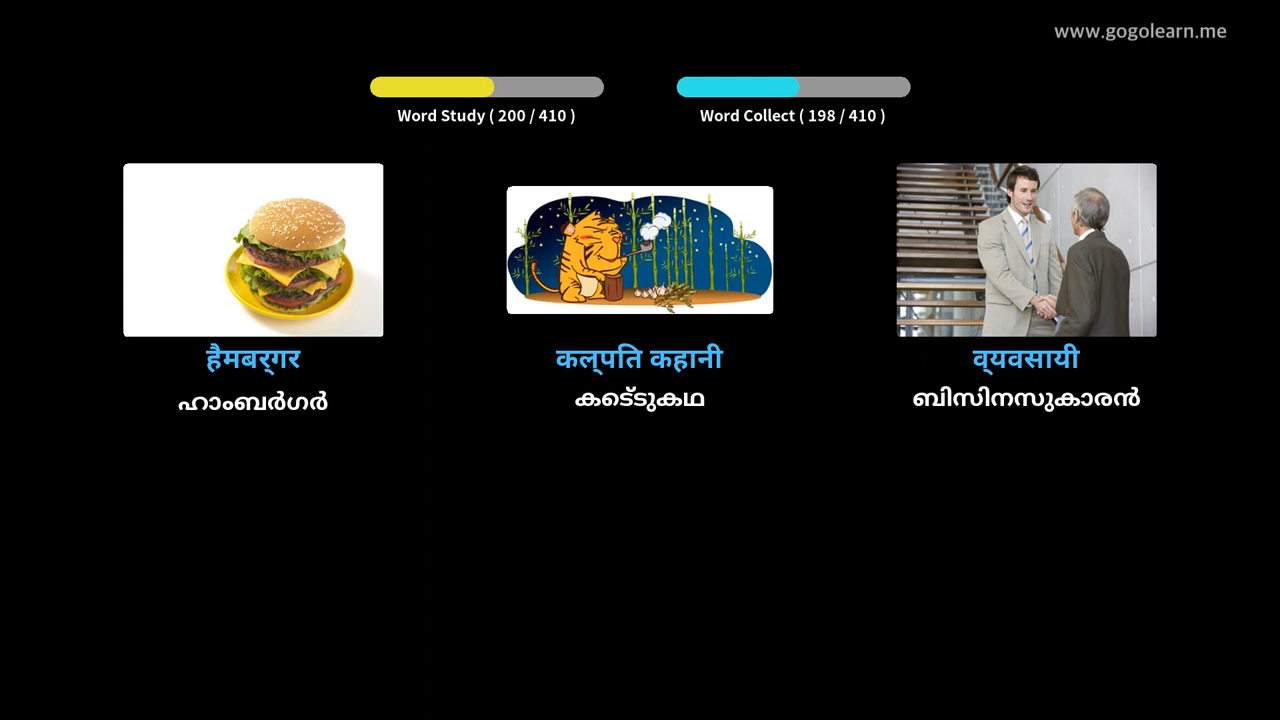 www.gogolearn.me
Word Study ( 200 / 410 )
Word Collect ( 198 / 410 )
हैमबर्गर
कल्पति कहानी
व्यवसायी
ഹാംബർഗർ
കട്ടെുകഥ
ബിസിനസുകാരൻ